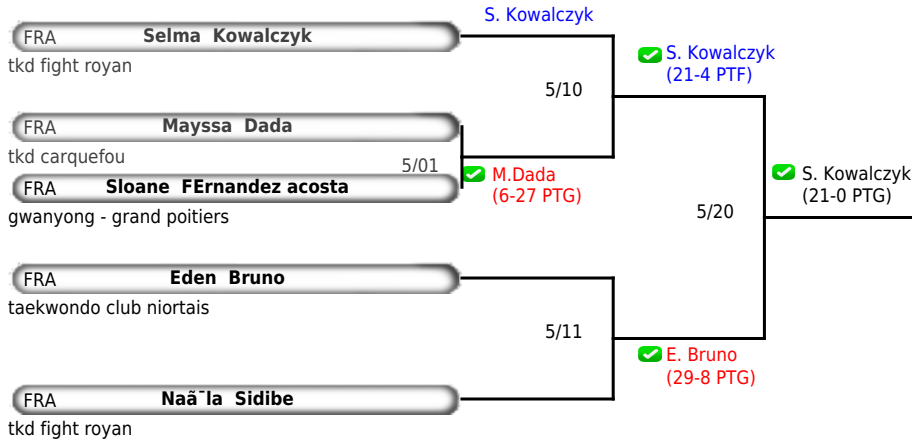 S. Kowalczyk
FRA Selma Kowalczyk
tkd fight royan
S. Kowalczyk
(21-4 PTF)
5/10
FRA Mayssa Dada
tkd carquefou
5/01
M.Dada
(6-27 PTG)
FRA Sloane FErnandez acosta
gwanyong - grand poitiers
S. Kowalczyk
(21-0 PTG)
5/20
FRA Eden Bruno
taekwondo club niortais
5/11
E. Bruno
(29-8 PTG)
FRA Naã¯la Sidibe
tkd fight royan